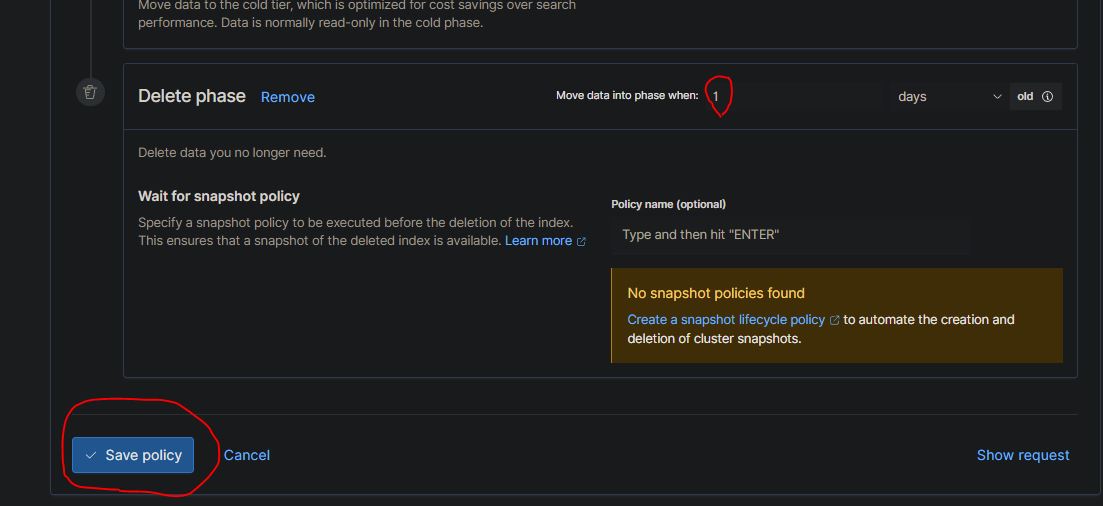 Move data to the cold tier, which is optimized for cost savings over search
performance. Data is normally read-only in the cold phase.
Delete phase Remove Move data into phase when: 1 days old
Delete data you no longer need.
Wait for snapshot policy
Specify a snapshot policy to be executed before the deletion of the index.
This ensures that a snapshot of the deleted index is available. Learn more
Policy name (optional)
Type and then hit "ENTER"
No snapshot policies found
Create a snapshot lifecycle policy to automate the creation and
deletion of cluster snapshots.
Save policy Cancel Show request